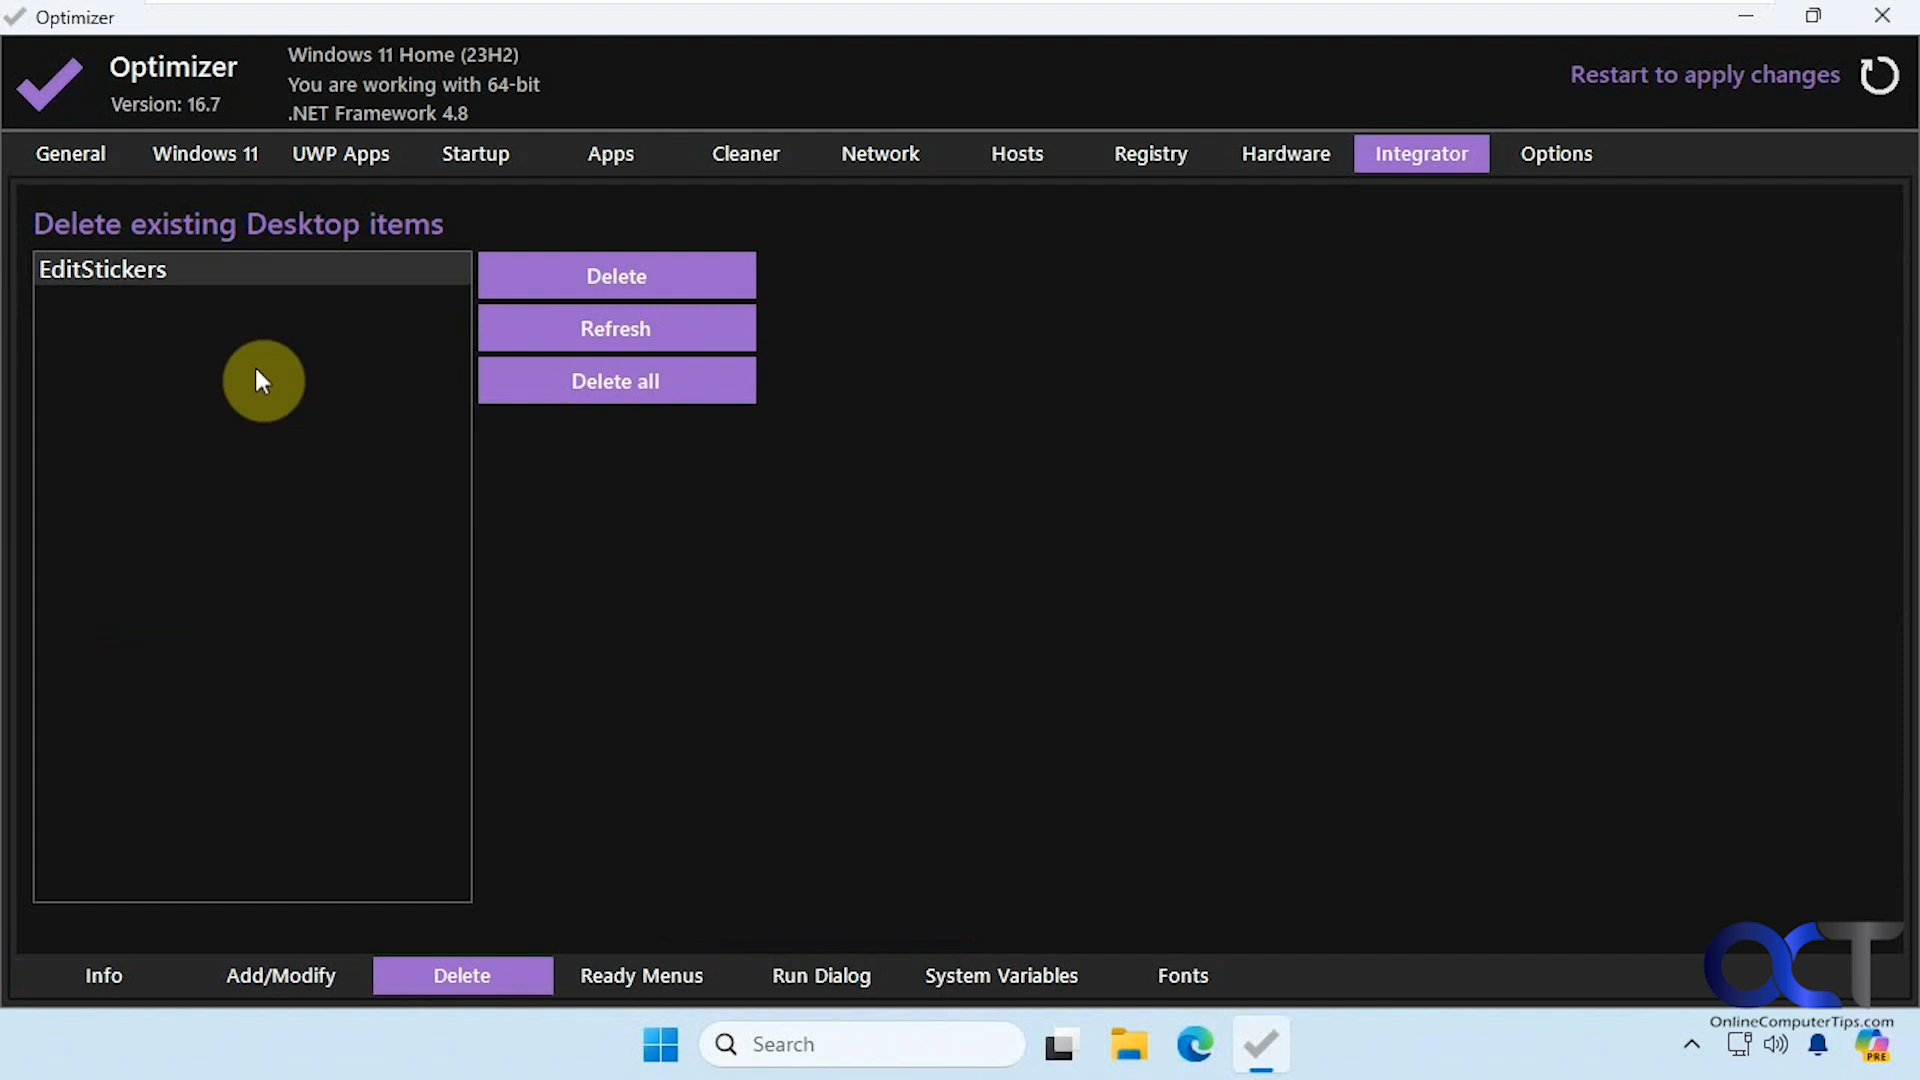 Optimizer
Optimizer
Version: 16.7
Windows 11 Home (23H2)
You are working with 64-bit
.NET Framework 4.8
Restart to apply changes
General Windows 11 UWP Apps Startup Apps Cleaner Network Hosts Registry Hardware Integrator Options
Delete existing Desktop items
EditStickers
Delete
Refresh
Delete all
Info Add/Modify Delete Ready Menus Run Dialog System Variables Fonts
OCT
OnlineComputerTips.com
Search
PRE